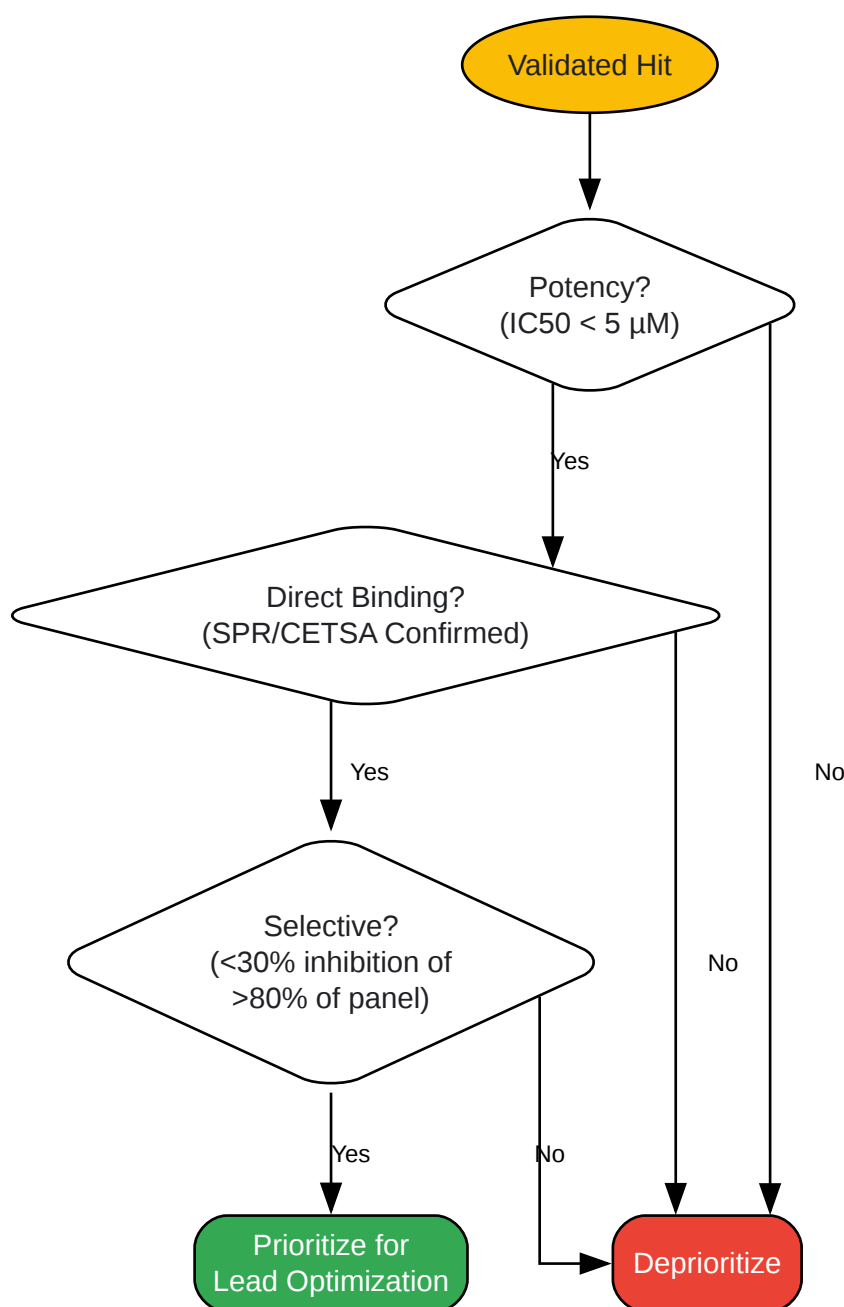 Validated Hit
Potency?
(IC50 < 5 µM)
Yes
Direct Binding?
(SPR/CETSA Confirmed)
Yes
No
Selective?
(<30% inhibition of
>80% of panel)
No
Yes
No
Prioritize for
Lead Optimization
Deprioritize